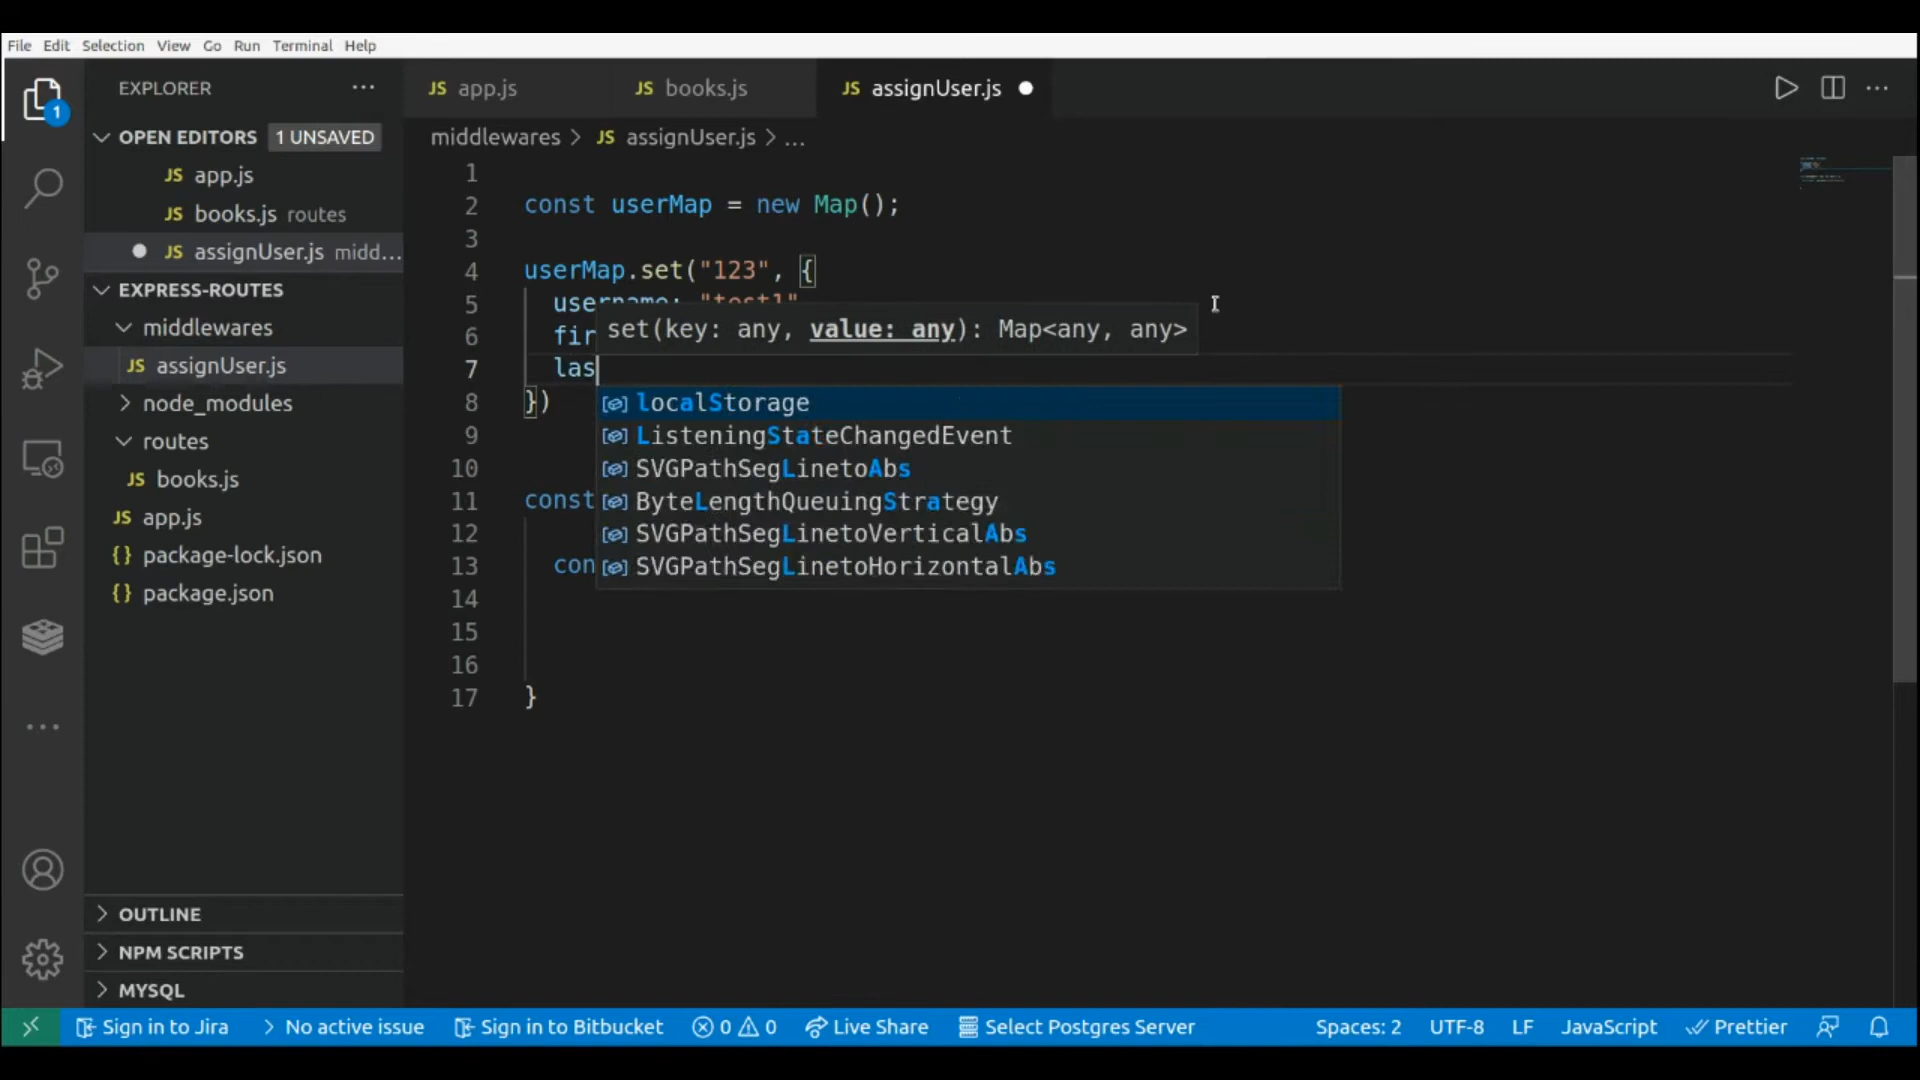 File Edit Selection View Go Run Terminal Help
EXPLORER
JS app.js
JS books.js
JS assignUser.js
1
OPEN EDITORS 1 UNSAVED
JS app.js
JS books.js routes
JS assignUser.js midd...
EXPRESS-ROUTES
middlewares
JS assignUser.js
node_modules
routes
JS books.js
JS app.js
{} package-lock.json
{} package.json
OUTLINE
NPM SCRIPTS
MYSQL
middlewares > JS assignUser.js > ...
1
2 const userMap = new Map();
3
4 userMap.set("123", {
5 username: "test1"
set(key: any, value: any): Map<any, any>
6 fir
7 las
8 })
localStorage
9 ListeningStateChangedEvent
10 SVGPathSegLinetoAbs
11 const ByteLengthQueuingStrategy
12 SVGPathSegLinetoVerticalAbs
13 con SVGPathSegLinetoHorizontalAbs
14
15
16
17 }
Sign in to Jira No active issue Sign in to Bitbucket 0 0 Live Share Select Postgres Server Spaces: 2 UTF-8 LF JavaScript Prettier